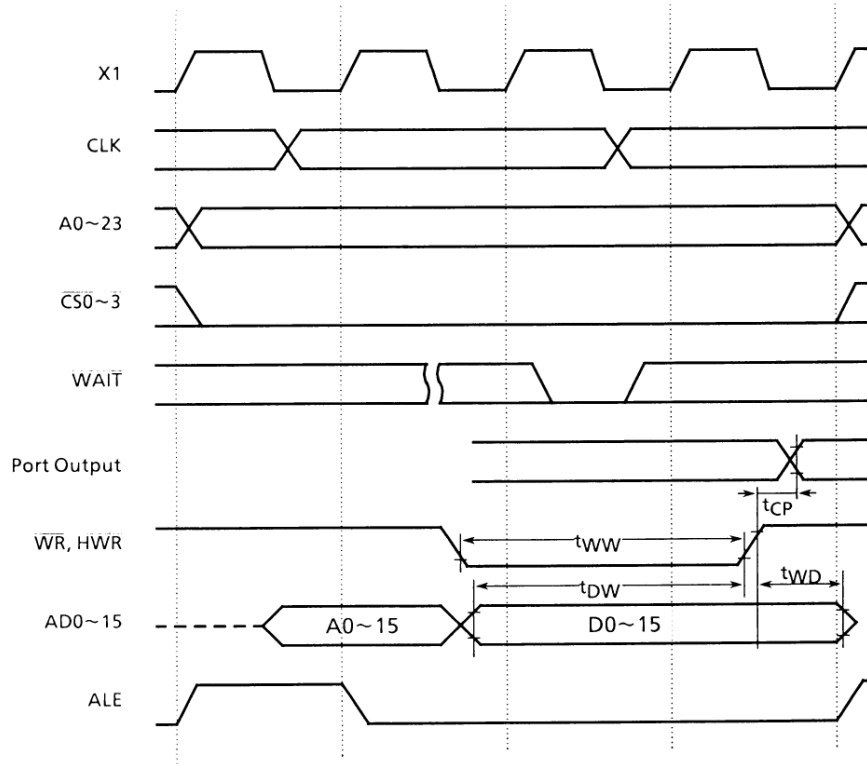 X1
CLK
A0~23
CS0~3
WAIT
Port Output
tCP
WR, HWR
tWW
tDW
tWD
AD0~15
A0~15
D0~15
ALE